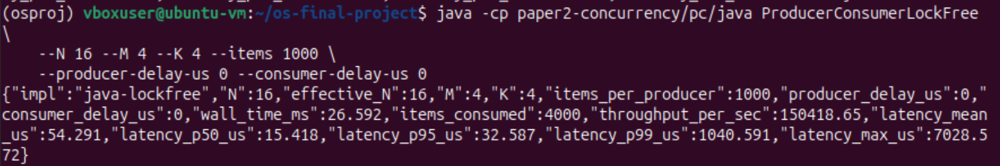 (osproj) vboxuser@ubuntu-vm:~/os-final-project$ java -cp paper2-concurrency/pc/java ProducerConsumerLockFree
\
    --N 16 --M 4 --K 4 --items 1000 \
    --producer-delay-us 0 --consumer-delay-us 0
{"impl":"java-lockfree","N":16,"effective_N":16,"M":4,"K":4,"items_per_producer":1000,"producer_delay_us":0,"
consumer_delay_us":0,"wall_time_ms":26.592,"items_consumed":4000,"throughput_per_sec":150418.65,"latency_mean
_us":54.291,"latency_p50_us":15.418,"latency_p95_us":32.587,"latency_p99_us":1040.591,"latency_max_us":7028.5
72}